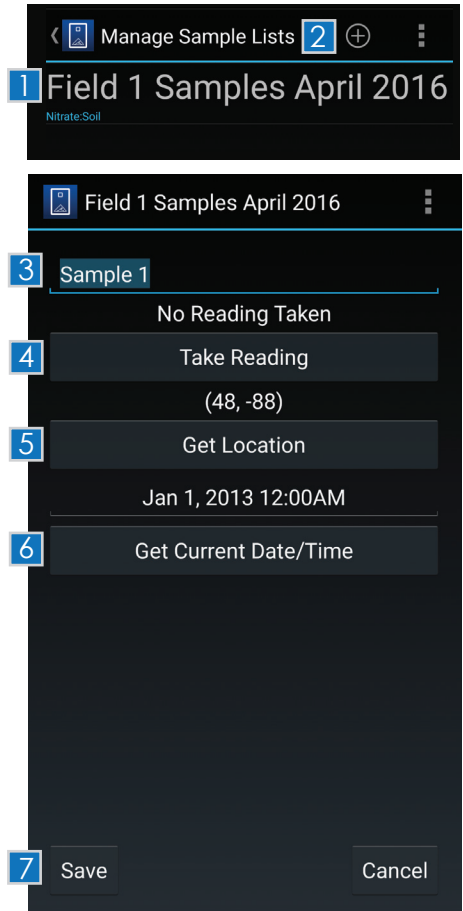 Manage Sample Lists 2
1 Field 1 Samples April 2016
Nitrate:Soil
Field 1 Samples April 2016
3 Sample 1
No Reading Taken
4 Take Reading
(48, -88)
5 Get Location
Jan 1, 2013 12:00AM
6 Get Current Date/Time
7 Save Cancel